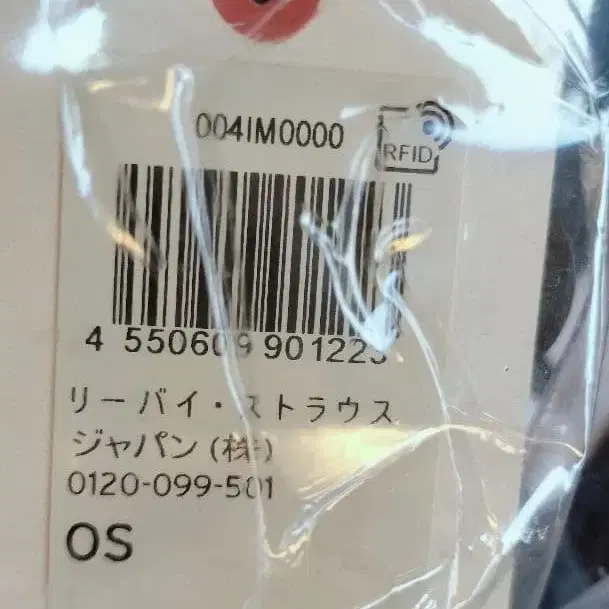 004IM0000
RFID
4 550609 901223
リーバイ・ストラウス
ジャパン(株)
0120-099-501
OS